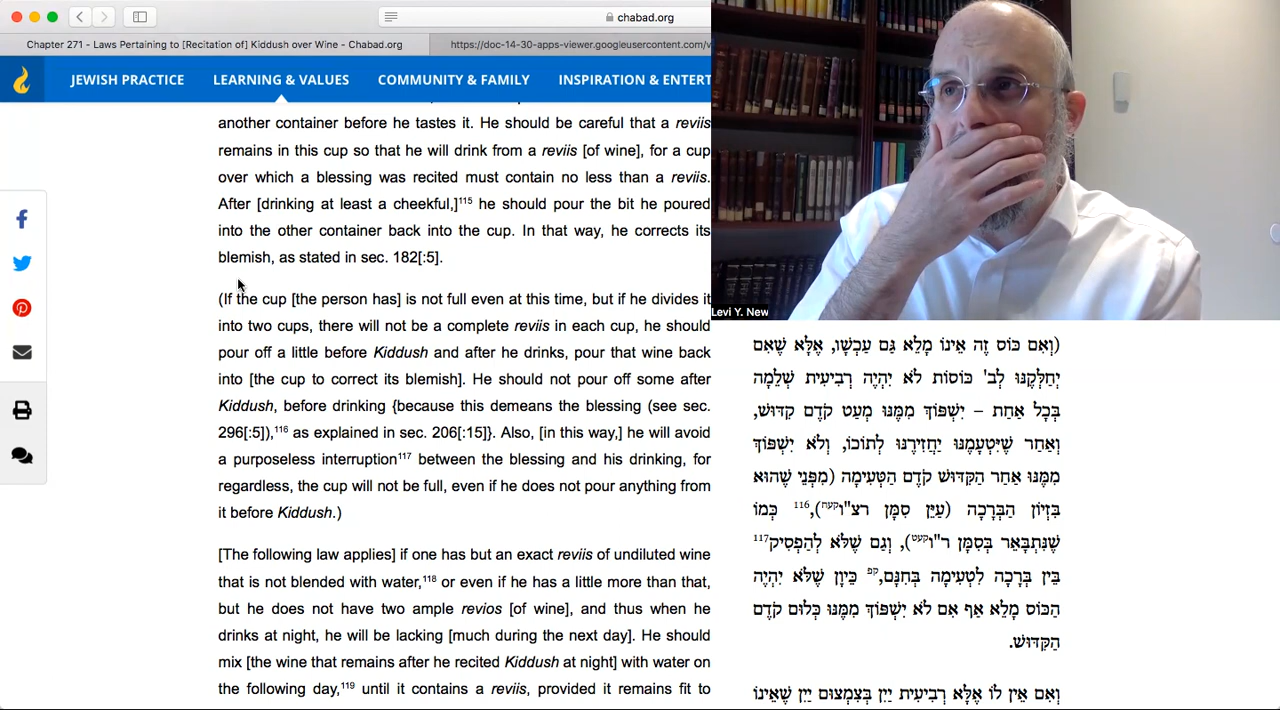 chabad.org
Chapter 271 - Laws Pertaining to [Recitation of] Kiddush over Wine - Chabad.org
https://doc-14-30-apps-viewer.googleusercontent.com/v
JEWISH PRACTICE LEARNING & VALUES COMMUNITY & FAMILY INSPIRATION & ENTERT
another container before he tastes it. He should be careful that a reviis
remains in this cup so that he will drink from a reviis [of wine], for a cup
over which a blessing was recited must contain no less than a reviis.
After [drinking at least a cheekful,]115 he should pour the bit he poured
into the other container back into the cup. In that way, he corrects its
blemish, as stated in sec. 182[:5].
(If the cup [the person has] is not full even at this time, but if he divides it
into two cups, there will not be a complete reviis in each cup, he should
pour off a little before Kiddush and after he drinks, pour that wine back
into [the cup to correct its blemish]. He should not pour off some after
Kiddush, before drinking {because this demeans the blessing (see sec.
296[:5]),116 as explained in sec. 206[:15]}. Also, [in this way,] he will avoid
a purposeless interruption117 between the blessing and his drinking, for
regardless, the cup will not be full, even if he does not pour anything from
it before Kiddush.)
[The following law applies] if one has but an exact reviis of undiluted wine
that is not blended with water,118 or even if he has a little more than that,
but he does not have two ample revios [of wine], and thus when he
drinks at night, he will be lacking [much during the next day]. He should
mix [the wine that remains after he recited Kiddush at night] with water on
the following day,119 until it contains a reviis, provided it remains fit to
Levi Y. New
(וְאִם כּוֹס זֶה אֵינוֹ מָלֵא גַּם עַכְשָׁו, אֶלָּא שֶׁאִם
יְחַלְּקֶנּוּ לְב' כּוֹסוֹת לֹא יִהְיֶה רְבִיעִית שְׁלֵמָה
בְּכָל אַחַת – יִשְׁפּוֹךְ מִמֶּנּוּ מְעַט קֹדֶם קִדּוּשׁ,
וְאַחַר שֶׁיִּטְעָמֶנּוּ יַחֲזִירֶנּוּ לְתוֹכוֹ, וְלֹא יִשְׁפּוֹךְ
מִמֶּנּוּ אַחַר הַקִּדּוּשׁ קֹדֶם הַטְּעִימָה (מִפְּנֵי שֶׁהוּא
בִּזְיוֹן הַבְּרָכָה (עַיֵּן סִמָּן רצ"וקעח),116 כְּמוֹ
שֶׁנִּתְבָּאֵר בְּסִמָּן ר"וקעט), וְגַם שֶׁלֹּא לְהַפְסִיק117
בֵּין בְּרָכָה לִטְעִימָה בְּחִנָּם,קפ כֵּיוָן שֶׁלֹּא יִהְיֶה
הַכּוֹס מָלֵא אַף אִם לֹא יִשְׁפּוֹךְ מִמֶּנּוּ כְּלוּם קֹדֶם
הַקִּדּוּשׁ.
וְאִם אֵין לוֹ אֶלָּא רְבִיעִית יַיִן בְּצִמְצוּם יַיִן שֶׁאֵינוֹ